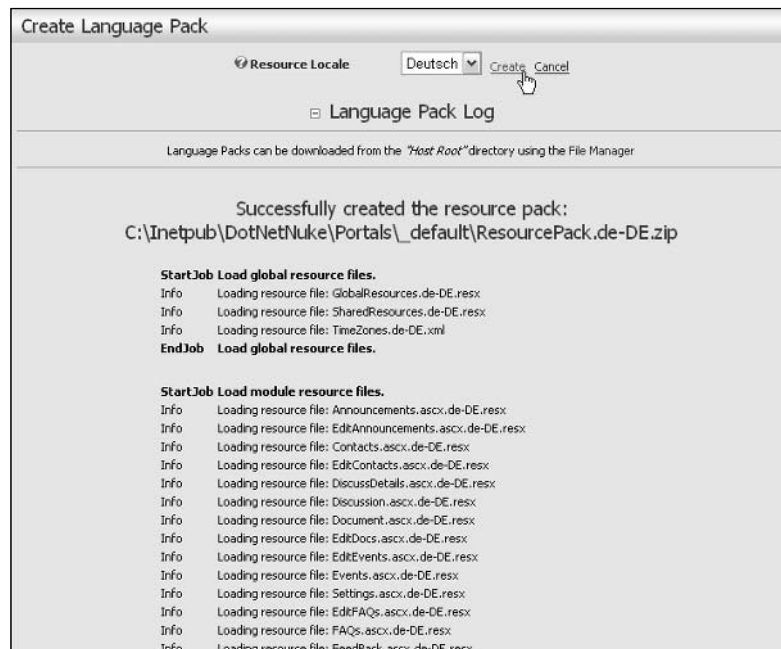 Create Language Pack
Resource Locale Deutsch Create Cancel
Language Pack Log
Language Packs can be downloaded from the "Host Root" directory using the File Manager
Successfully created the resource pack:
C:\Inetpub\DotNetNuke\Portals\_default\ResourcePack.de-DE.zip
StartJob Load global resource files.
Info Loading resource file: GlobalResources.de-DE.resx
Info Loading resource file: SharedResources.de-DE.resx
Info Loading resource file: TimeZones.de-DE.xml
EndJob Load global resource files.
StartJob Load module resource files.
Info Loading resource file: Announcements.ascx.de-DE.resx
Info Loading resource file: EditAnnouncements.ascx.de-DE.resx
Info Loading resource file: Contacts.ascx.de-DE.resx
Info Loading resource file: EditContacts.ascx.de-DE.resx
Info Loading resource file: DiscussDetails.ascx.de-DE.resx
Info Loading resource file: Discussion.ascx.de-DE.resx
Info Loading resource file: Document.ascx.de-DE.resx
Info Loading resource file: EditDocs.ascx.de-DE.resx
Info Loading resource file: EditEvents.ascx.de-DE.resx
Info Loading resource file: Events.ascx.de-DE.resx
Info Loading resource file: Settings.ascx.de-DE.resx
Info Loading resource file: EditFAQs.ascx.de-DE.resx
Info Loading resource file: FAQs.ascx.de-DE.resx
Info Loading resource file: FeedBack.ascx.de-DE.resx